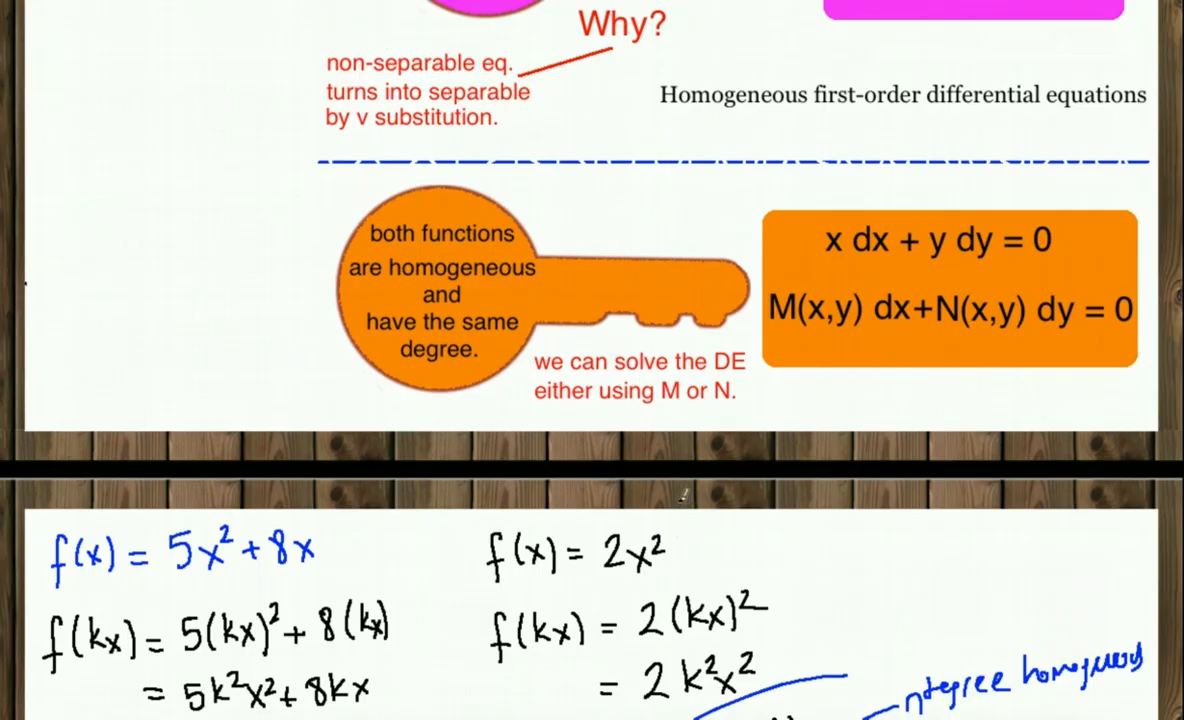 Why?
non-separable eq.
turns into separable
by v substitution.
Homogeneous first-order differential equations
both functions
are homogeneous
and
have the same
degree.
x dx + y dy = 0
M(x,y) dx+N(x,y) dy = 0
we can solve the DE
either using M or N.
f(x) = 5x²+8x
f(kx) = 5(kx)²+ 8(kx)
= 5k²x²+ 8kx
f(x) = 2x²
f(kx) = 2(kx)²
= 2k²x²